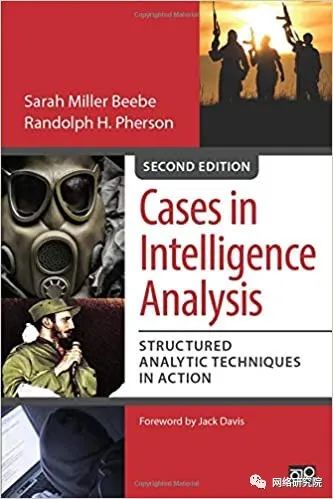 Sarah Miller Beebe
Randolph H. Pherson
SECOND EDITION
Cases in
Intelligence
Analysis
STRUCTURED
ANALYTIC TECHNIQUES
IN ACTION
Foreword by Jack Davis
网络研究院